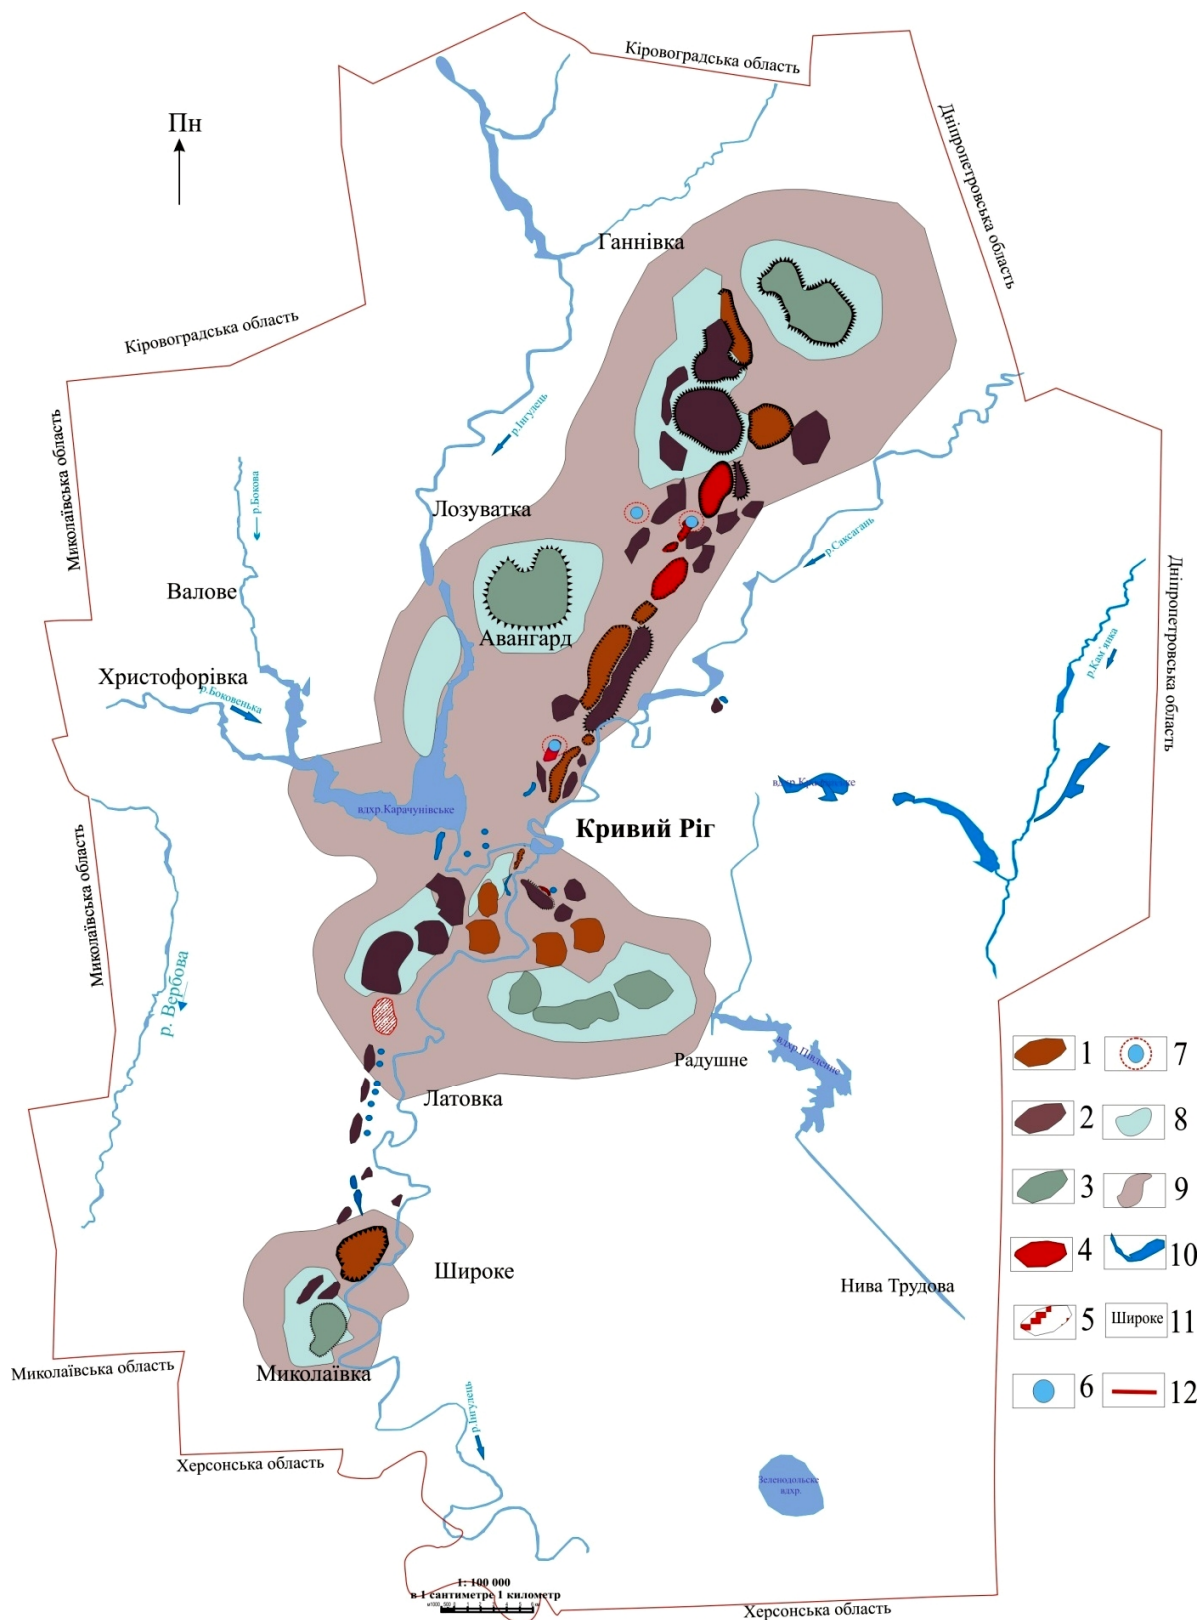 Кіровоградська область
Пн
Дніпропетровська область
Ганнівка
Кіровоградська область
р.Інгулець
Миколаївська область
р.Бокова
Лозуватка
р.Саксагань
Валове
Авангард
Дніпропетровська область
Христофорівка
р.Боковенька
р.Кам'янка
вдхр.Карачунівське
Кривий Ріг
Миколаївська область
р. Вербова
Радушне
вдхр.Південне
Латовка
1
7
2
8
3
9
4
10
5
Широке
11
6
12
Широке
Нива Трудова
Миколаївська область
Миколаївка
р.Інгулець
Херсонська область
Зеленодольске
вдхр.
1: 100 000
в 1 сантиметре 1 километр
Херсонська область